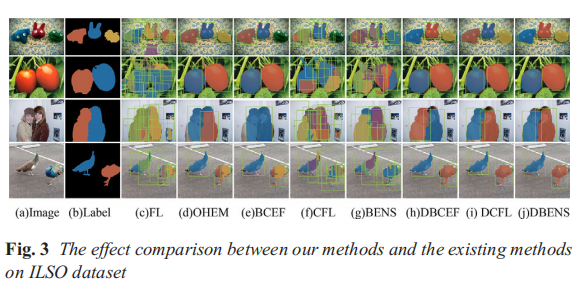 (a)Image (b)Label (c)FL (d)OHEM (e)BCEF (f)CFL (g)BENS (h)DBCEF (i) DCFL (j)DBENS
Fig. 3 The effect comparison between our methods and the existing methods
on ILSO dataset